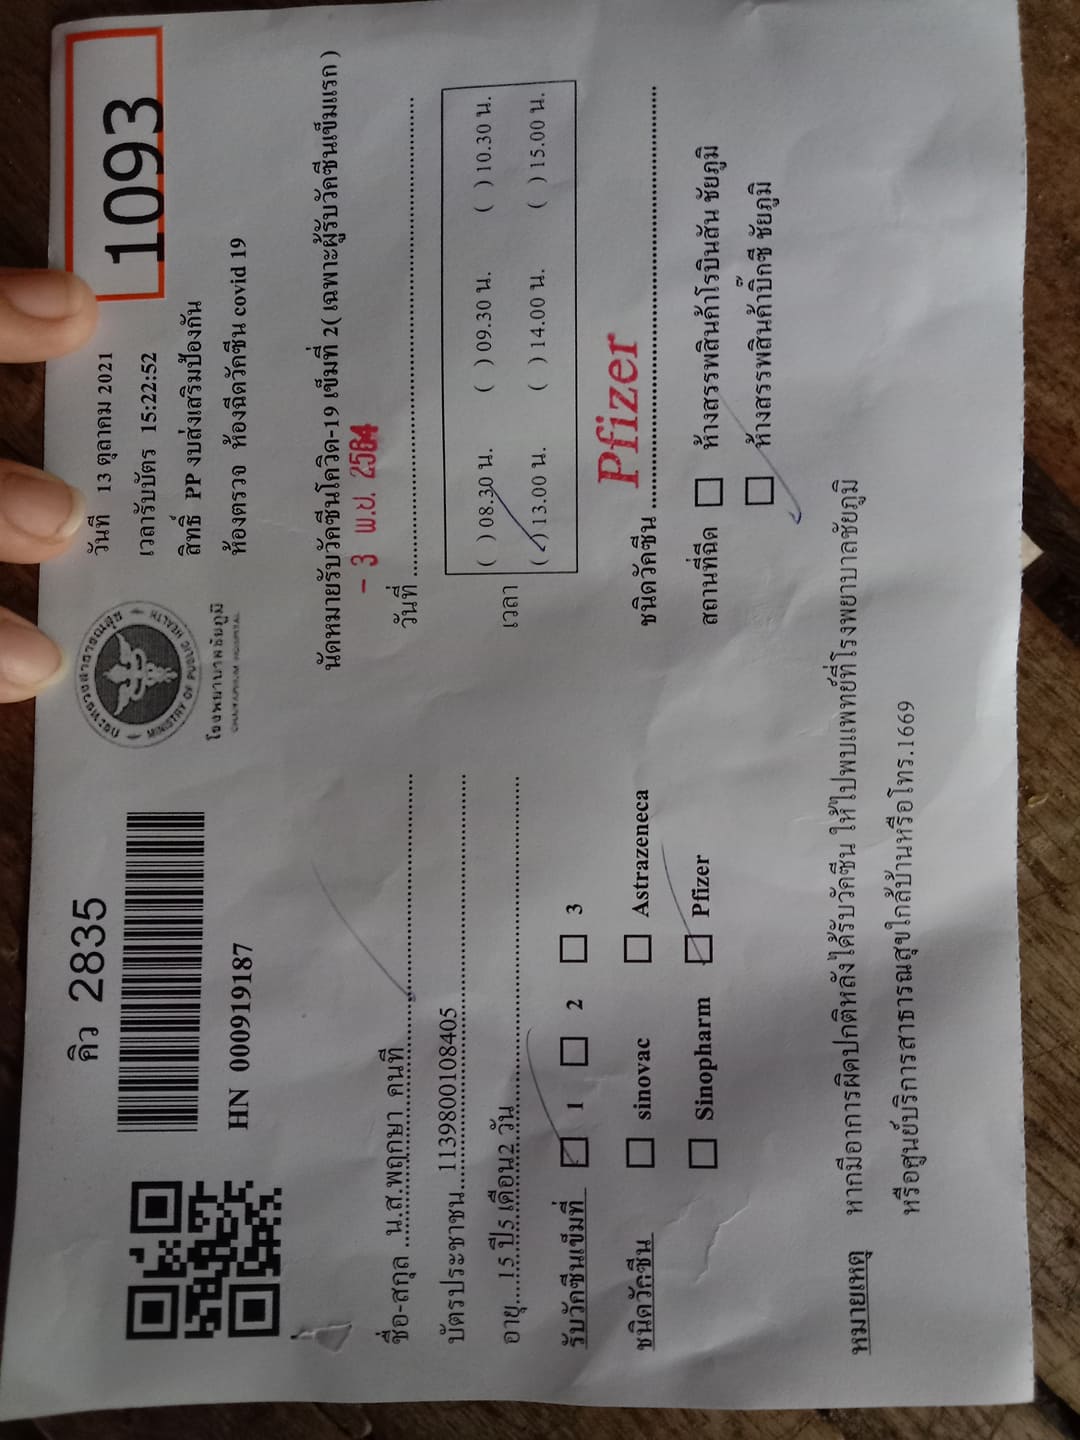 คิว 2835
HN 000919187
กระทรวงสาธารณสุข
MINISTRY OF PUBLIC HEALTH
โรงพยาบาลชัยภูมิ
CHAIYAPHUM HOSPITAL
วันที่ 13 ตุลาคม 2021
เวลารับบัตร 15:22:52
สิทธิ์ PP งบส่งเสริมป้องกัน
ห้องตรวจ ห้องฉีดวัคซีน covid 19
1093
ชื่อ-สกุล ...น.ส.พฤกษา คนที...
บัตรประชาชน...1139800108405...
อายุ....15 ปี5 เดือน2 วัน...
รับวัคซีนเข็มที่ 1 2 3
ชนิดวัคซีน sinovac Astrazeneca
Sinopharm Pfizer
นัดหมายรับวัคซีนโควิด-19 เข็มที่ 2( เฉพาะผู้รับวัคซีนเข็มแรก )
- 3 พ.ย. 2564
วันที่ ...
( ) 08.30 น. ( ) 09.30 น. ( ) 10.30 น.
เวลา ( ) 13.00 น. ( ) 14.00 น. ( ) 15.00 น.
Pfizer
ชนิดวัคซีน ...
สถานที่ฉีด ห้างสรรพสินค้าโรบินสัน ชัยภูมิ
ห้างสรรพสินค้าบิ๊กซี ชัยภูมิ
หมายเหตุ หากมีอาการผิดปกติหลังได้รับวัคซีน ให้ไปพบแพทย์ที่โรงพยาบาลชัยภูมิ
หรือศูนย์บริการสาธารณสุขใกล้บ้านหรือโทร.1669